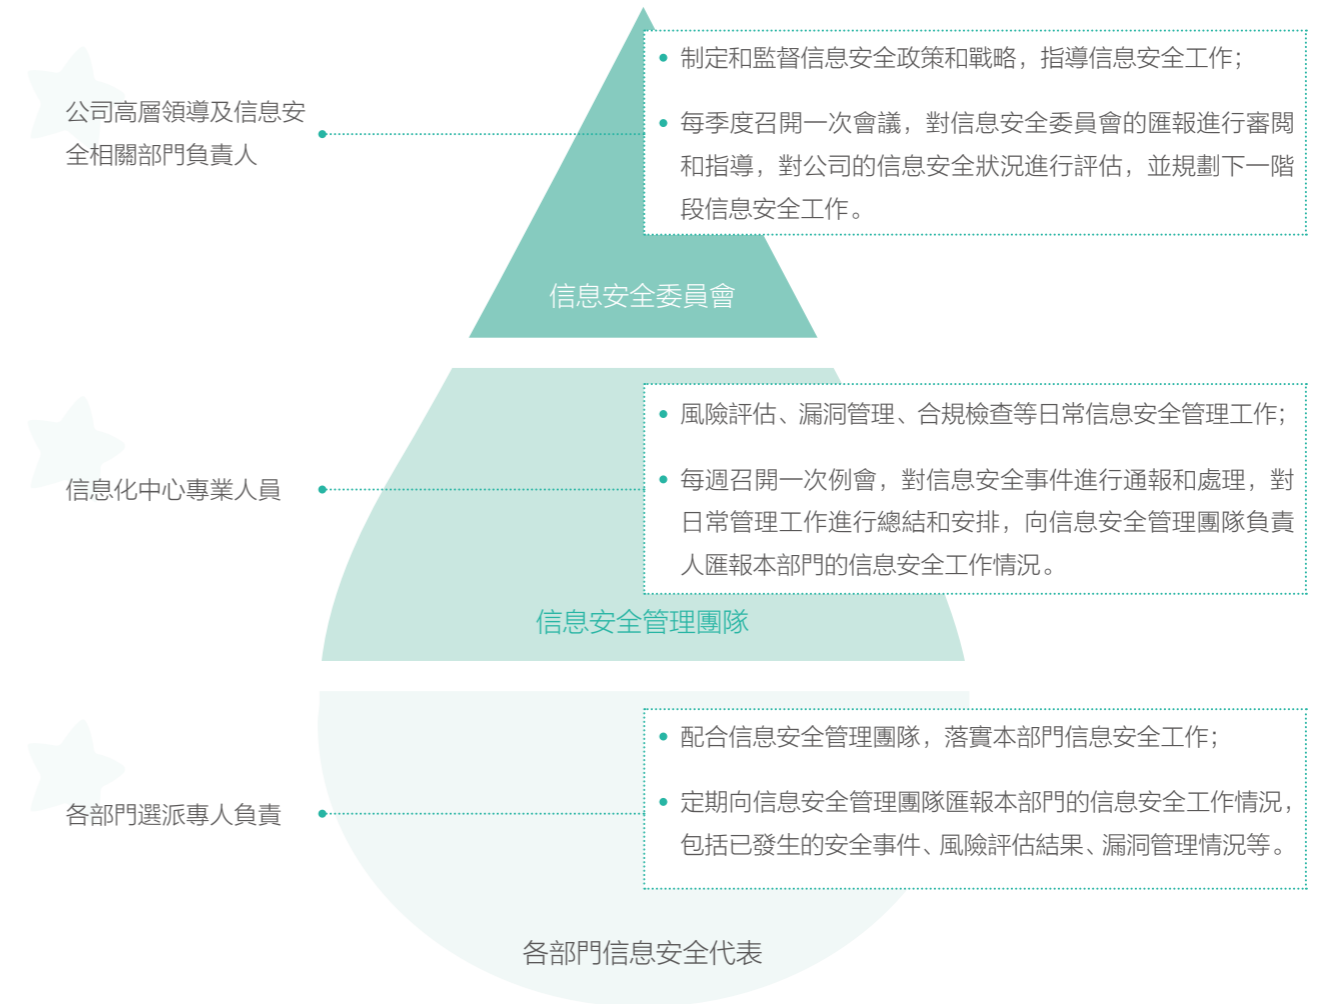 公司高層領導及信息安
全相關部門負責人
• 制定和監督信息安全政策和戰略，指導信息安全工作；
• 每季度召開一次會議，對信息安全委員會的匯報進行審閱
和指導，對公司的信息安全狀況進行評估，並規劃下一階
段信息安全工作。
信息安全委員會
信息化中心專業人員
• 風險評估、漏洞管理、合規檢查等日常信息安全管理工作；
• 每週召開一次例會，對信息安全事件進行通報和處理，對
日常管理工作進行總結和安排，向信息安全管理團隊負責
人匯報本部門的信息安全工作情況。
信息安全管理團隊
各部門選派專人負責
• 配合信息安全管理團隊，落實本部門信息安全工作；
• 定期向信息安全管理團隊匯報本部門的信息安全工作情況，
包括已發生的安全事件、風險評估結果、漏洞管理情況等。
各部門信息安全代表